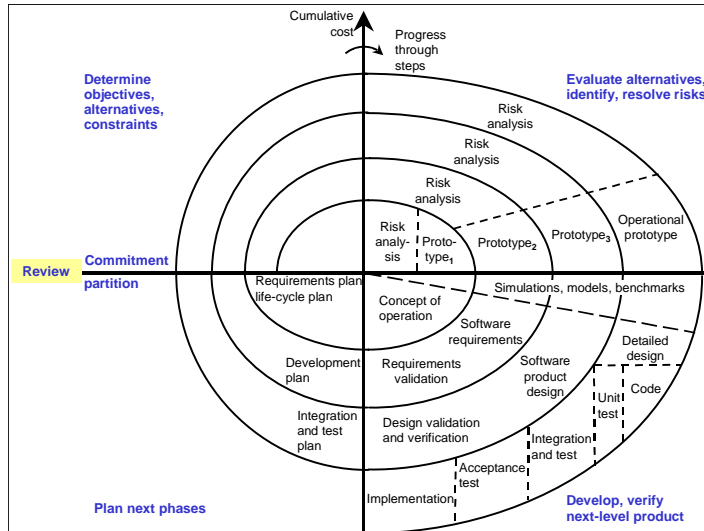 Cumulative
cost
Progress
through
steps
Determine
objectives,
alternatives,
constraints
Evaluate alternatives,
identify, resolve risks
Risk
analysis
Risk
analysis
Risk
analysis
Risk
analy-
sis
Proto-
type1
Prototype2
Prototype3
Operational
prototype
Review
Commitment
partition
Requirements plan
life-cycle plan
Concept of
operation
Simulations, models, benchmarks
Software
requirements
Detailed
design
Development
plan
Requirements
validation
Software
product
design
Unit
test
Code
Integration
and test
plan
Design validation
and verification
Integration
and test
Acceptance
test
Implementation
Plan next phases
Develop, verify
next-level product